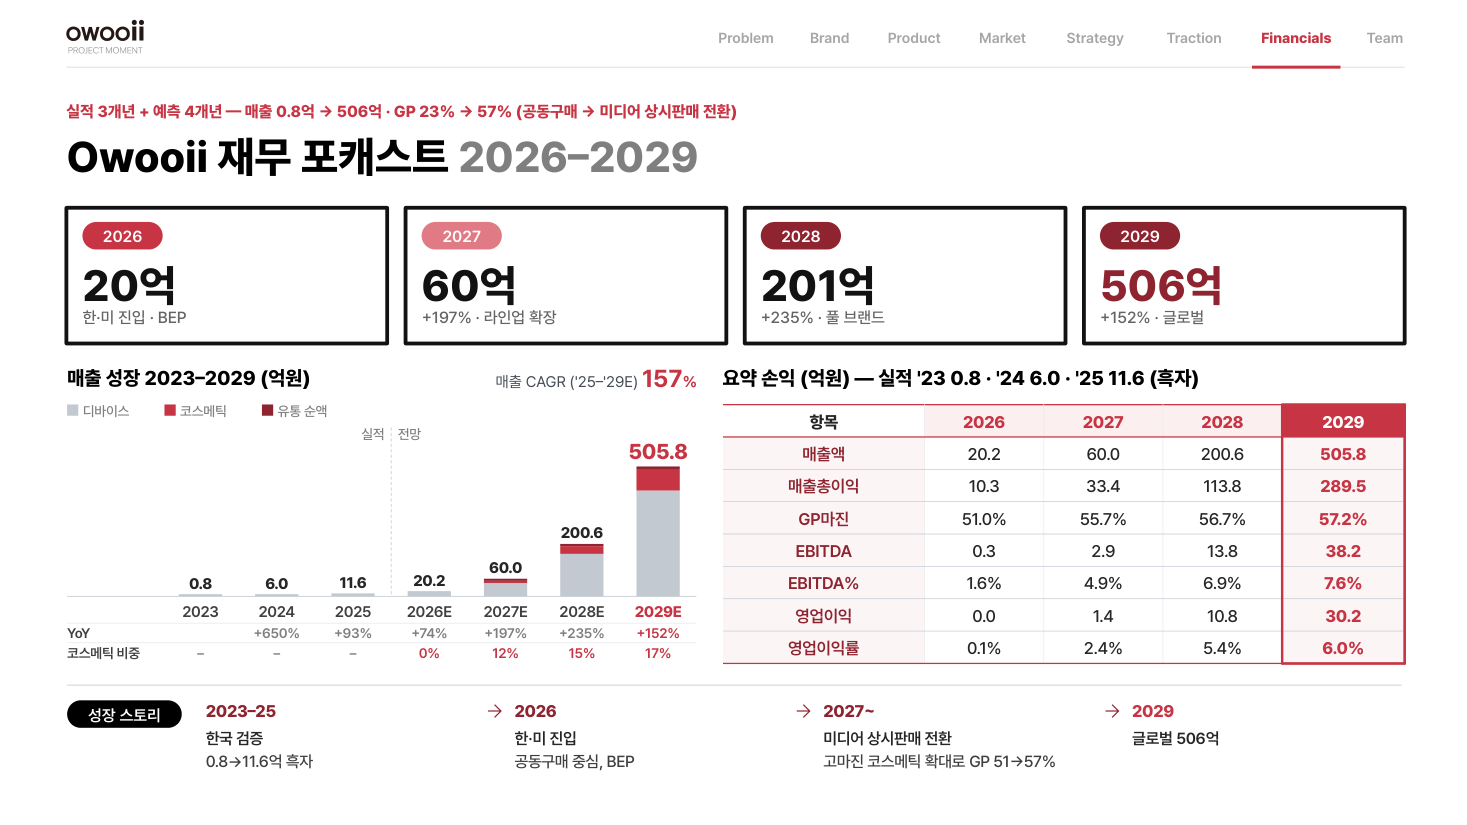 owooii
PROJECT MOMENT
Problem Brand Product Market Strategy Traction Financials Team
실적 3개년 + 예측 4개년 — 매출 0.8억 → 506억 · GP 23% → 57% (공동구매 → 미디어 상시판매 전환)
Owooii 재무 포캐스트 2026–2029
2026
20억
한·미 진입 · BEP
2027
60억
+197% · 라인업 확장
2028
201억
+235% · 풀 브랜드
2029
506억
+152% · 글로벌
매출 성장 2023–2029 (억원)
매출 CAGR ('25–'29E) 157%
디바이스 코스메틱 유통 순액
실적 전망
0.8 6.0 11.6 20.2 60.0 200.6 505.8
2023 2024 2025 2026E 2027E 2028E 2029E
YoY +650% +93% +74% +197% +235% +152%
코스메틱 비중 – – – 0% 12% 15% 17%
요약 손익 (억원) — 실적 '23 0.8 · '24 6.0 · '25 11.6 (흑자)
항목 2026 2027 2028 2029
매출액 20.2 60.0 200.6 505.8
매출총이익 10.3 33.4 113.8 289.5
GP마진 51.0% 55.7% 56.7% 57.2%
EBITDA 0.3 2.9 13.8 38.2
EBITDA% 1.6% 4.9% 6.9% 7.6%
영업이익 0.0 1.4 10.8 30.2
영업이익률 0.1% 2.4% 5.4% 6.0%
성장 스토리
2023–25
한국 검증
0.8→11.6억 흑자
→ 2026
한·미 진입
공동구매 중심, BEP
→ 2027~
미디어 상시판매 전환
고마진 코스메틱 확대로 GP 51→57%
→ 2029
글로벌 506억